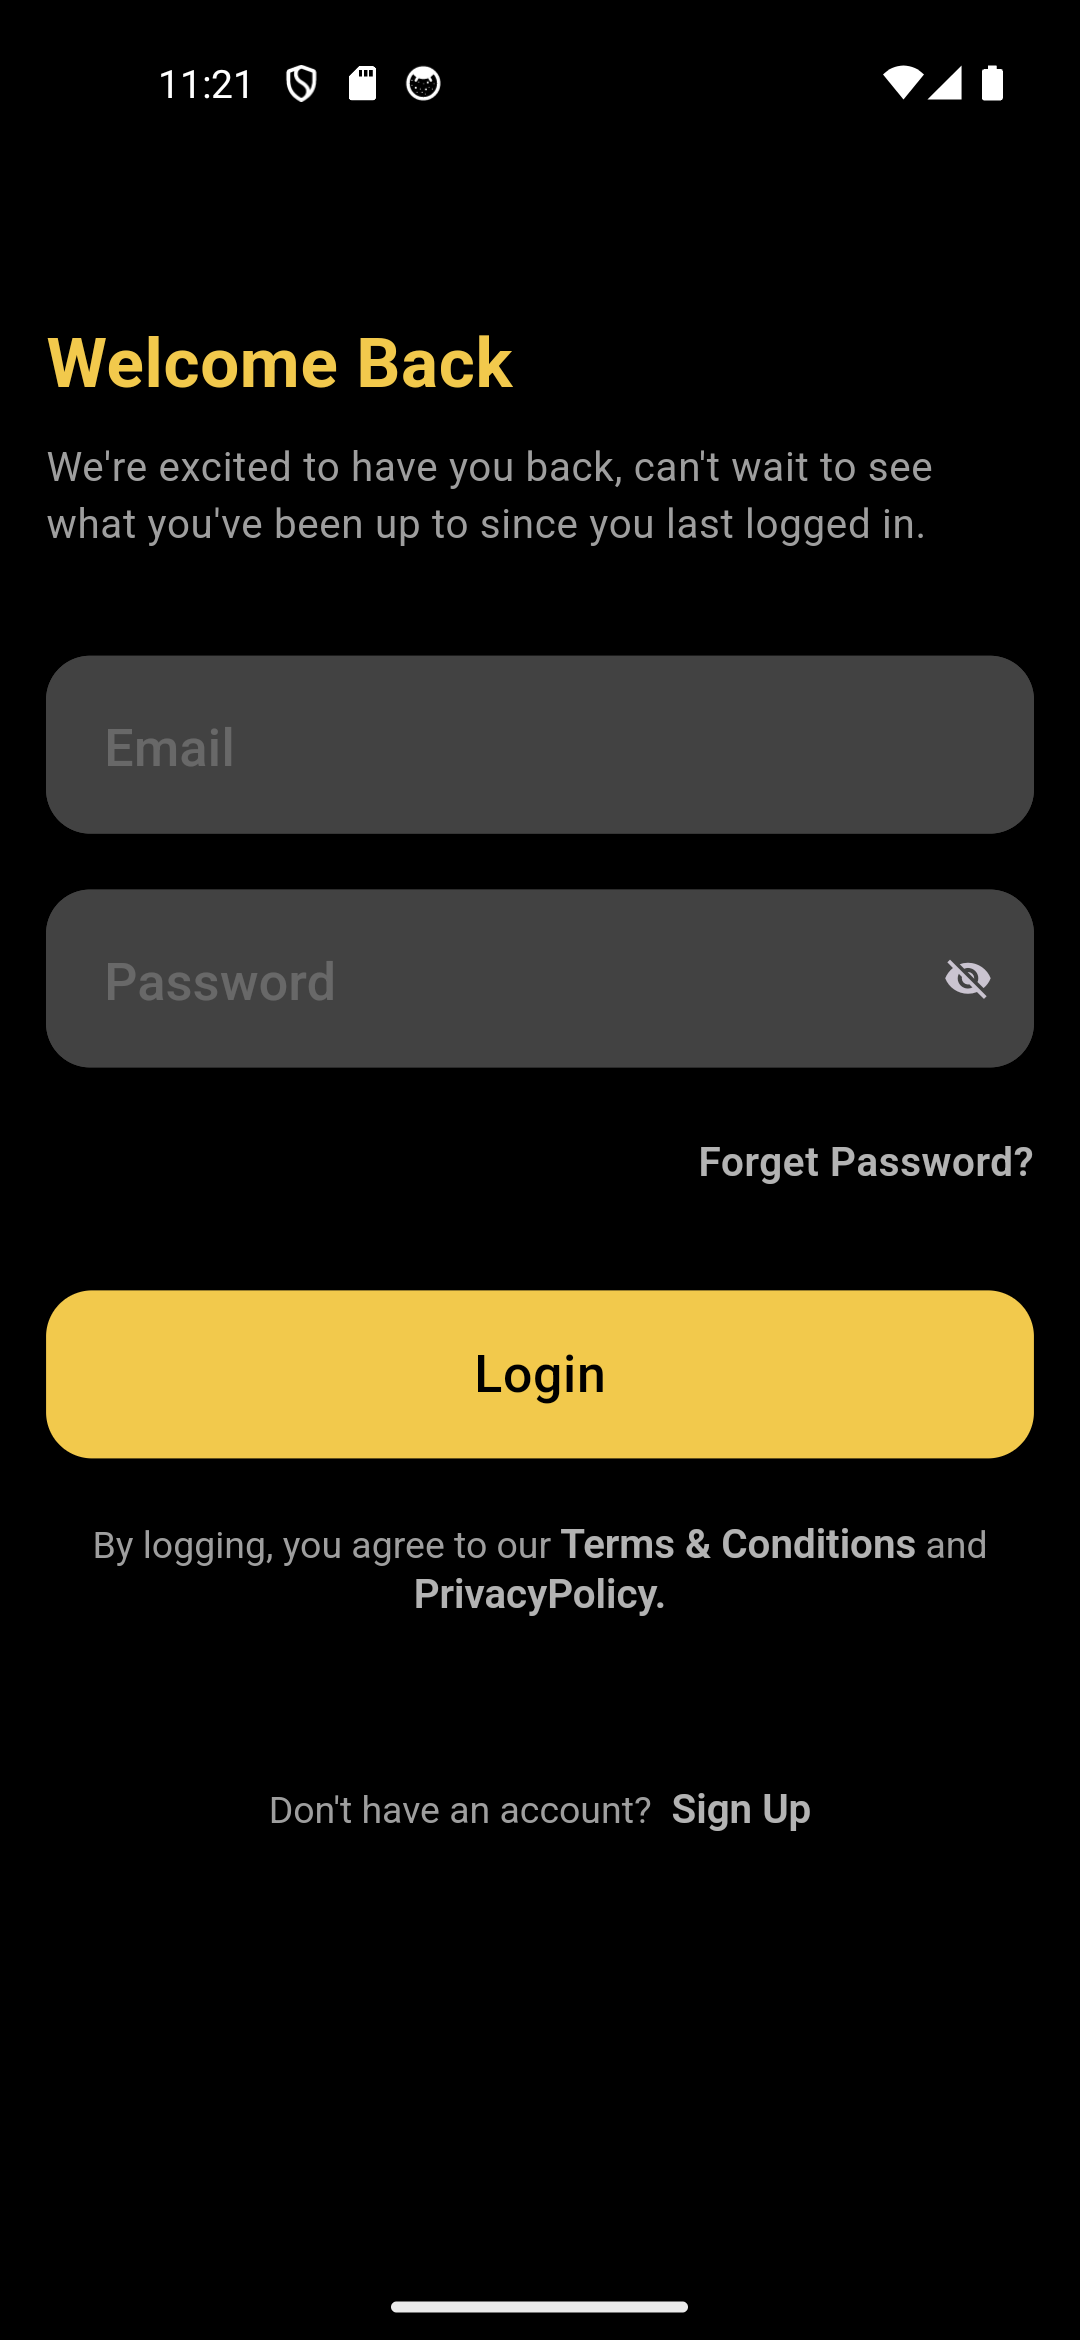 11:21
Welcome Back
We're excited to have you back, can't wait to see
what you've been up to since you last logged in.
Email
Password
Forget Password?
Login
By logging, you agree to our Terms & Conditions and
PrivacyPolicy.
Don't have an account? Sign Up